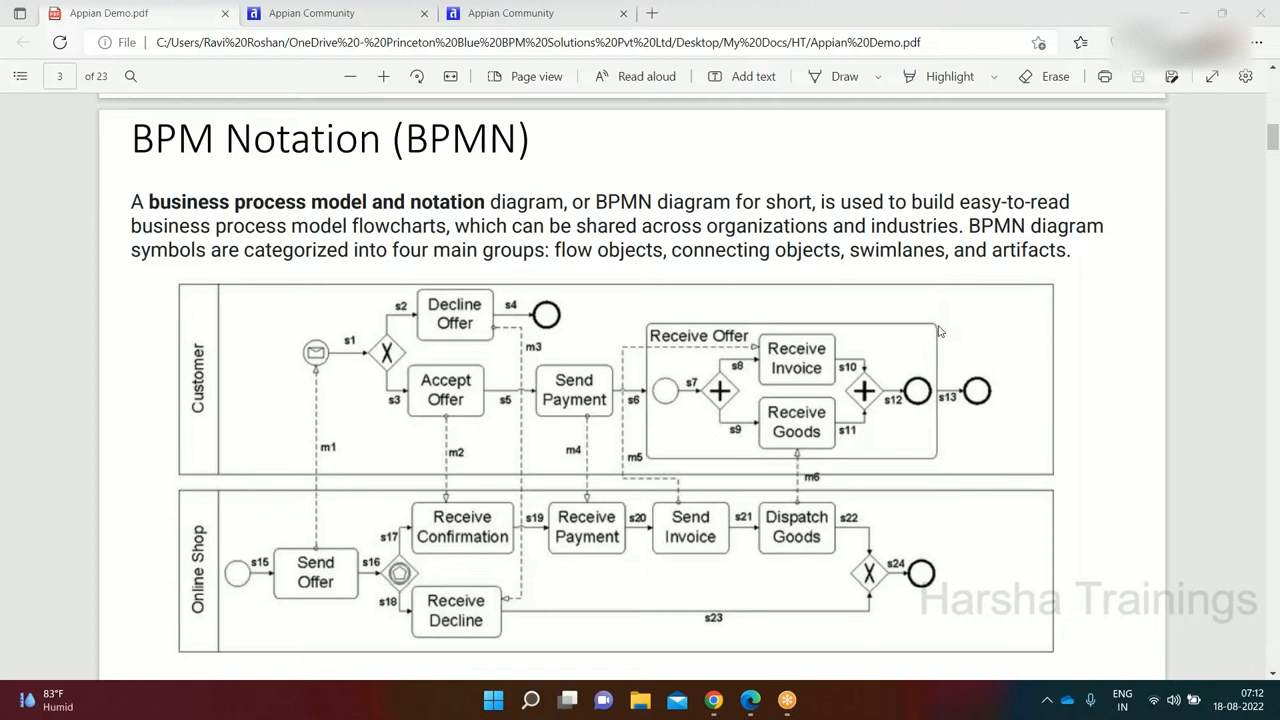 Appian Demo.pdf
Appian Community
Appian Community
File
C:/Users/Ravi%20Roshan/OneDrive%20-%20Princeton%20Blue%20BPM%20Solutions%20Pvt%20Ltd/Desktop/My%20Docs/HT/Appian%20Demo.pdf
3 of 23
Page view
Read aloud
Add text
Draw
Highlight
Erase
BPM Notation (BPMN)
A business process model and notation diagram, or BPMN diagram for short, is used to build easy-to-read
business process model flowcharts, which can be shared across organizations and industries. BPMN diagram
symbols are categorized into four main groups: flow objects, connecting objects, swimlanes, and artifacts.
Customer
s1
X
s2
Decline
Offer
s4
m3
s3
Accept
Offer
s5
Send
Payment
s6
Receive Offer
s7
s8
Receive
Invoice
s10
s9
Receive
Goods
s11
s12
s13
m1
m2
m4
m5
m6
Online Shop
s15
Send
Offer
s16
s17
Receive
Confirmation
s19
Receive
Payment
s20
Send
Invoice
s21
Dispatch
Goods
s22
s18
Receive
Decline
s23
X
s24
Harsha Trainings
83°F
Humid
ENG
IN
07:12
18-08-2022